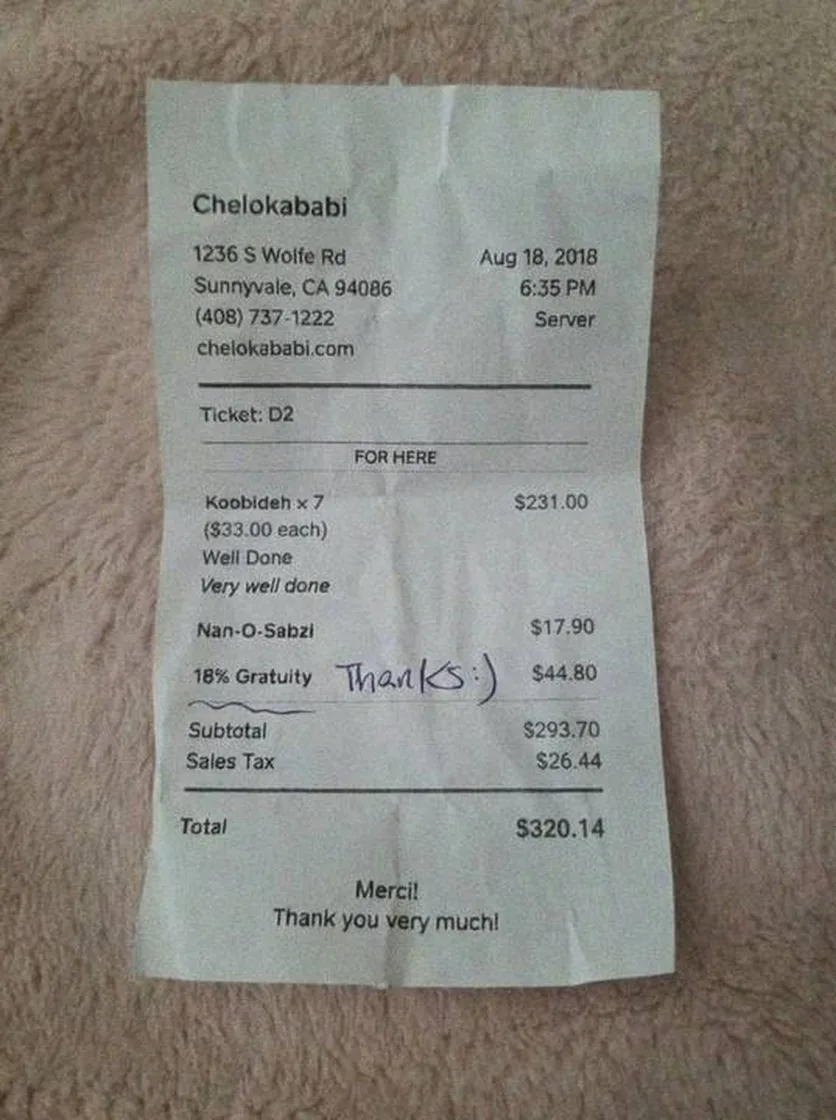 Chelokababi
1236 S Wolfe Rd Aug 18, 2018
Sunnyvale, CA 94086 6:35 PM
(408) 737-1222 Server
chelokababi.com
Ticket: D2
FOR HERE
Koobideh x 7 $231.00
($33.00 each)
Well Done
Very well done
Nan-O-Sabzi $17.90
18% Gratuity Thanks :) $44.80
Subtotal $293.70
Sales Tax $26.44
Total $320.14
Merci!
Thank you very much!